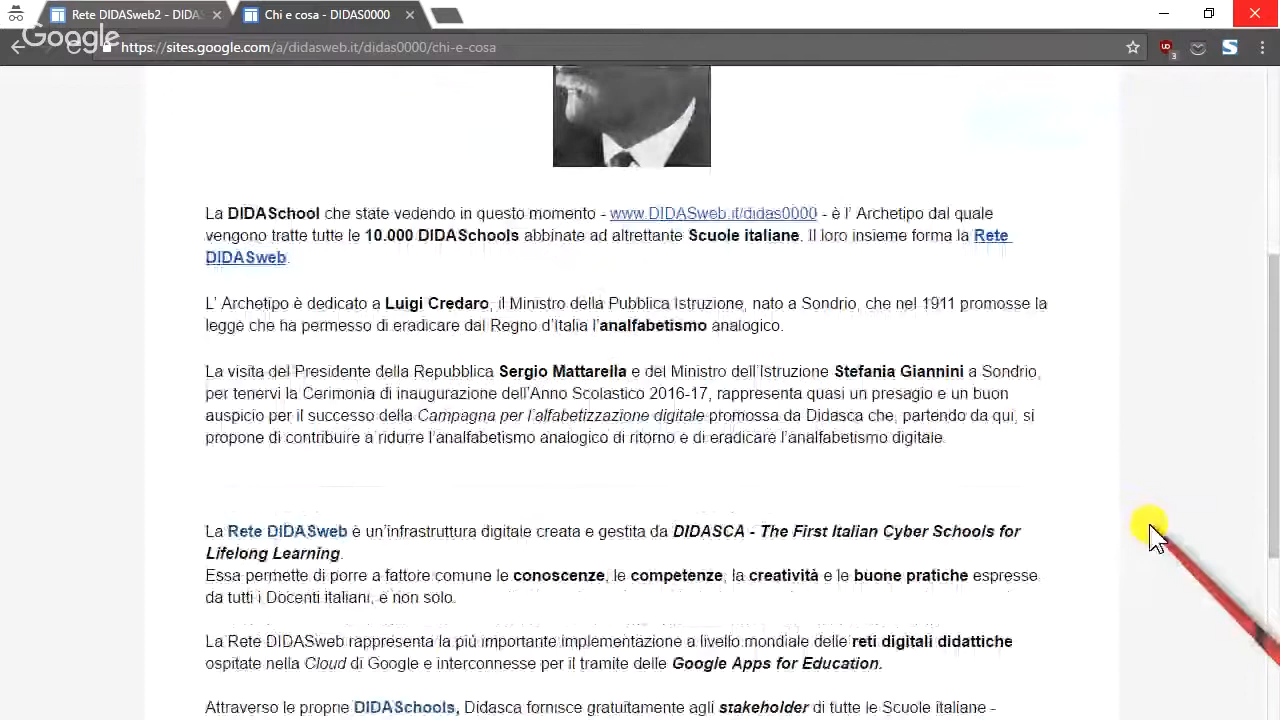 Rete DIDASweb2 - DIDAS
Chi e cosa - DIDAS0000
Google
https://sites.google.com/a/didasweb.it/didas0000/chi-e-cosa
3
La DIDASchool che state vedendo in questo momento - www.DIDASweb.it/didas0000 - è l' Archetipo dal quale
vengono tratte tutte le 10.000 DIDASchools abbinate ad altrettante Scuole italiane. Il loro insieme forma la Rete
DIDASweb.
L' Archetipo è dedicato a Luigi Credaro, il Ministro della Pubblica Istruzione, nato a Sondrio, che nel 1911 promosse la
legge che ha permesso di eradicare dal Regno d'Italia l'analfabetismo analogico.
La visita del Presidente della Repubblica Sergio Mattarella e del Ministro dell'Istruzione Stefania Giannini a Sondrio,
per tenervi la Cerimonia di inaugurazione dell'Anno Scolastico 2016-17, rappresenta quasi un presagio e un buon
auspicio per il successo della Campagna per l'alfabetizzazione digitale promossa da Didasca che, partendo da qui, si
propone di contribuire a ridurre l'analfabetismo analogico di ritorno e di eradicare l'analfabetismo digitale.
La Rete DIDASweb è un'infrastruttura digitale creata e gestita da DIDASCA - The First Italian Cyber Schools for
Lifelong Learning.
Essa permette di porre a fattore comune le conoscenze, le competenze, la creatività e le buone pratiche espresse
da tutti i Docenti italiani, e non solo.
La Rete DIDASweb rappresenta la più importante implementazione a livello mondiale delle reti digitali didattiche
ospitate nella Cloud di Google e interconnesse per il tramite delle Google Apps for Education.
Attraverso le proprie DIDASchools, Didasca fornisce gratuitamente agli stakeholder di tutte le Scuole italiane -